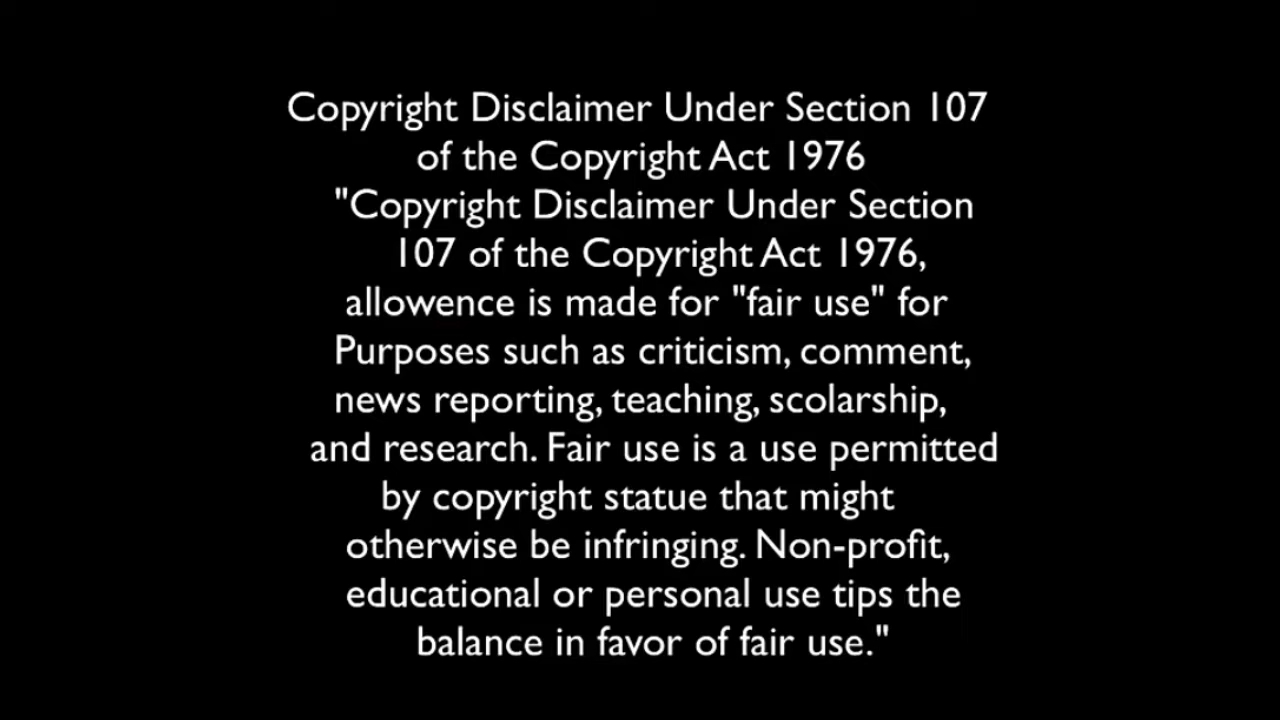 Copyright Disclaimer Under Section 107
of the Copyright Act 1976
"Copyright Disclaimer Under Section
107 of the Copyright Act 1976,
allowence is made for "fair use" for
Purposes such as criticism, comment,
news reporting, teaching, scolarship,
and research. Fair use is a use permitted
by copyright statue that might
otherwise be infringing. Non-profit,
educational or personal use tips the
balance in favor of fair use."